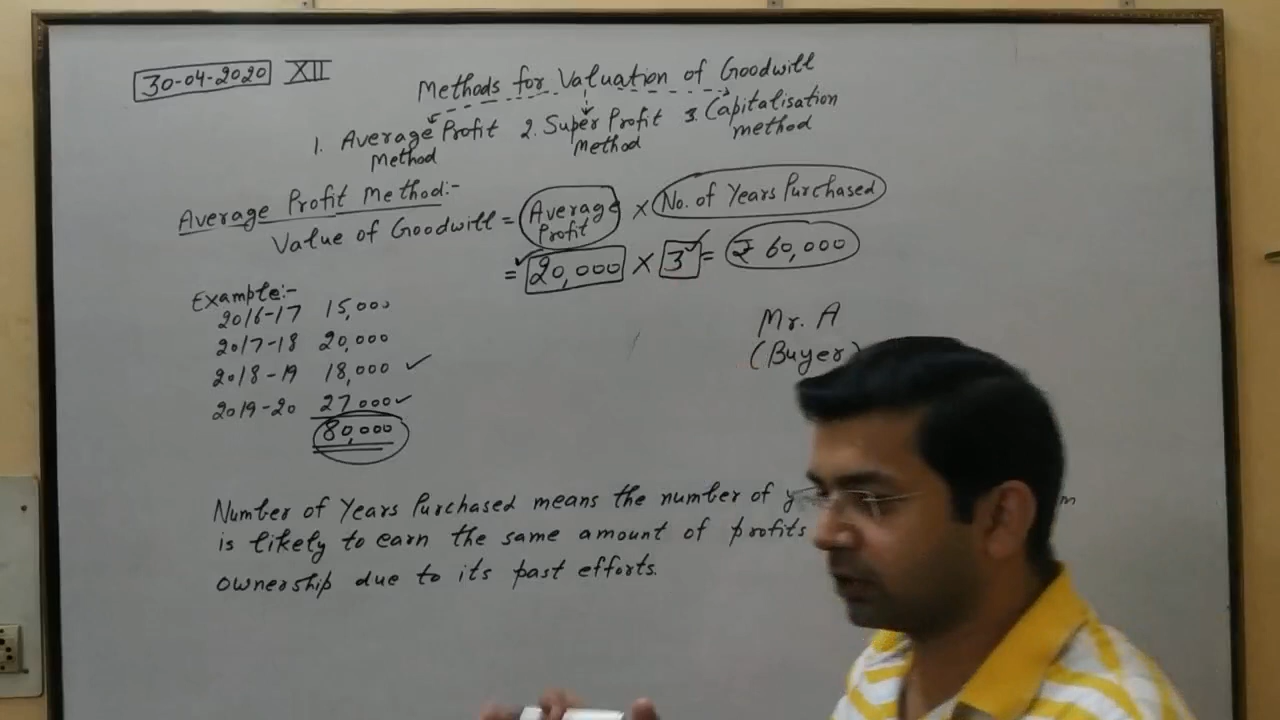 30-04-2020 XII
Methods for Valuation of Goodwill
1. Average Profit Method 2. Super Profit Method 3. Capitalisation method
Average Profit Method:-
Value of Goodwill = Average Profit × No. of Years Purchased
= 20,000 × 3 = ₹ 60,000
Example:-
2016-17 15,000
2017-18 20,000
2018-19 18,000 ✓
2019-20 27,000 ✓
80,000
Mr. A
(Buyer)
Number of Years Purchased means the number of
is likely to earn the same amount of profits
ownership due to its past efforts.